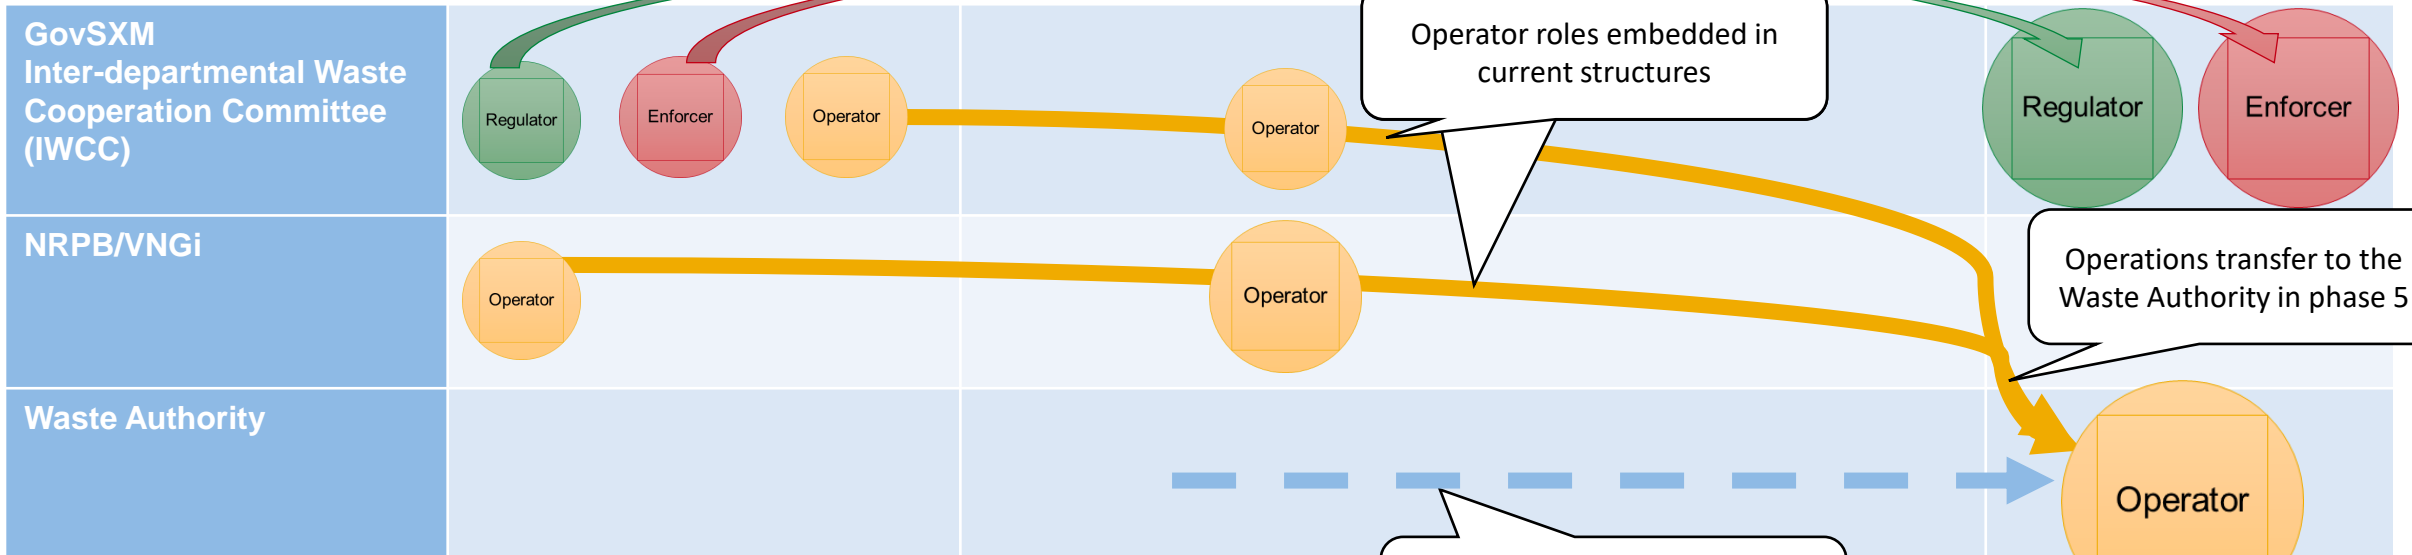 GovSXM
Inter-departmental Waste
Cooperation Committee
(IWCC)
Regulator
Enforcer
Operator
Operator
Operator roles embedded in
current structures
Regulator
Enforcer
NRPB/VNGi
Operator
Operator
Operations transfer to the
Waste Authority in phase 5
Waste Authority
Operator